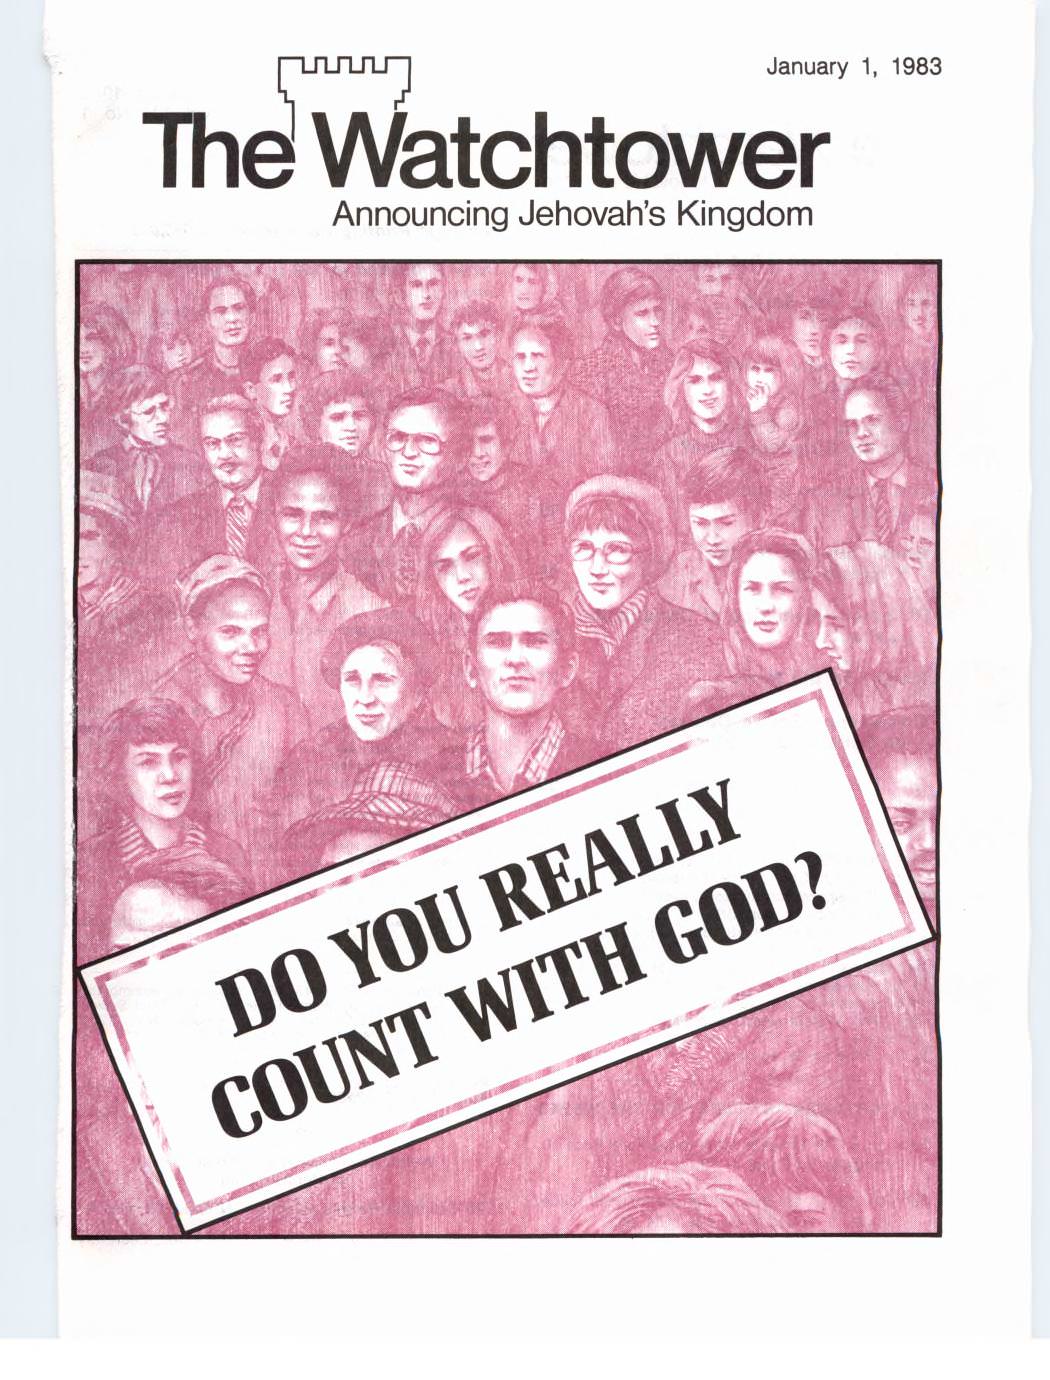 January 1, 1983
The Watchtower
Announcing Jehovah's Kingdom
DO YOU REALLY
COUNT WITH GOD?